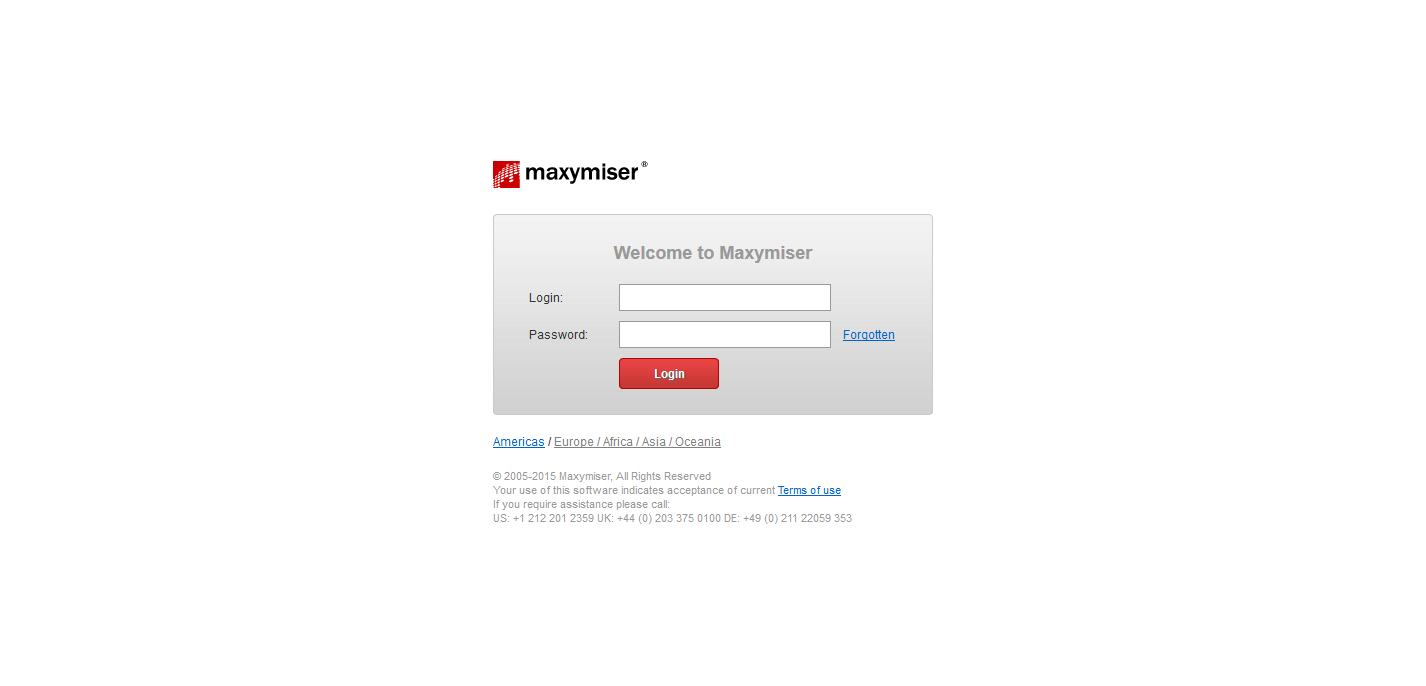 maxymiser®
Welcome to Maxymiser
Login:
Password:
Forgotten
Login
Americas / Europe / Africa / Asia / Oceania
© 2005-2015 Maxymiser, All Rights Reserved
Your use of this software indicates acceptance of current Terms of use
If you require assistance please call:
US: +1 212 201 2359 UK: +44 (0) 203 375 0100 DE: +49 (0) 211 22059 353